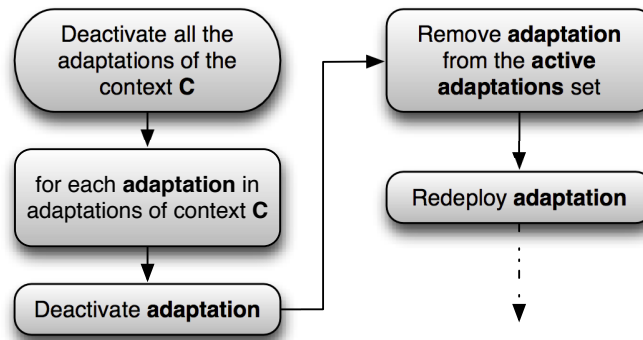 Deactivate all the
adaptations of the
context C
for each adaptation in
adaptations of context C
Deactivate adaptation
Remove adaptation
from the active
adaptations set
Redeploy adaptation